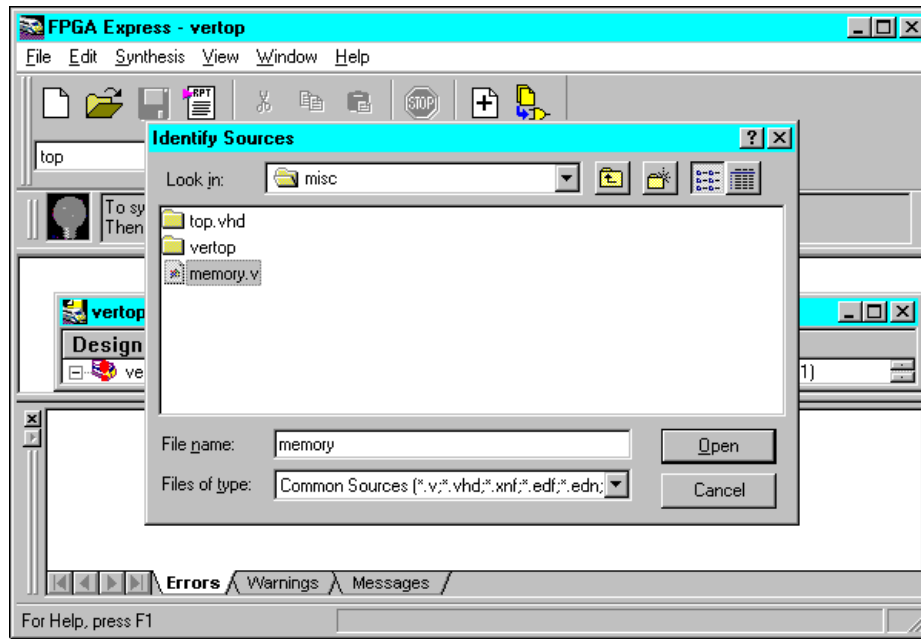 FPGA Express - vertop
File Edit Synthesis View Window Help
RPT
STOP
Identify Sources
top
Look in: misc
To sy
Then
top.vhd
vertop
memory.v
vertop
Design
ve
1)
File name: memory
Open
Files of type: Common Sources (*.v;*.vhd;*.xnf;*.edf;*.edn;
Cancel
Errors Warnings Messages
For Help, press F1